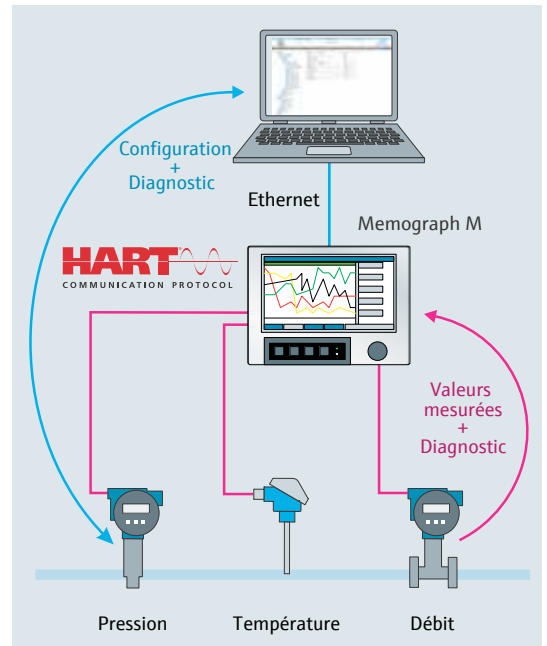 Configuration
+
Diagnostic
Ethernet
Memograph M
HART
COMMUNICATION PROTOCOL
Valeurs
mesurées
+
Diagnostic
Pression Température Débit